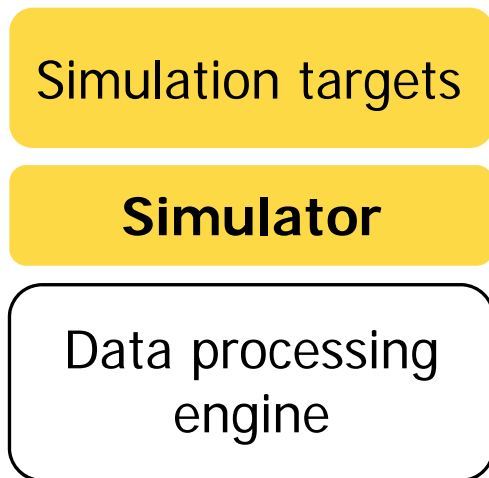 Simulation targets
Simulator
Data processing
engine